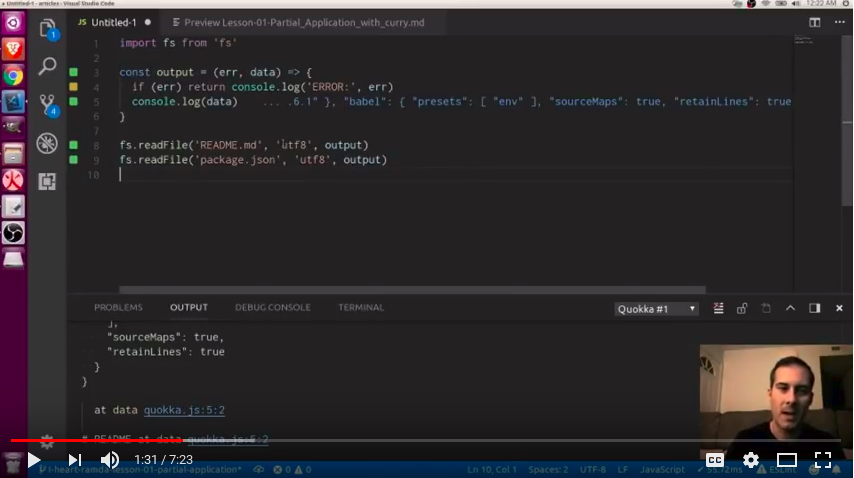 Untitled-1 - articles - Visual Studio Code
12:22 AM
JS Untitled-1 ●
Preview Lesson-01-Partial_Application_with_curry.md
1 import fs from 'fs'
2
3 const output = (err, data) => {
4 if (err) return console.log('ERROR:', err)
5 console.log(data) ... .6.1" }, "babel": { "presets": [ "env" ], "sourceMaps": true, "retainLines": true
6 }
7
8 fs.readFile('README.md', 'utf8', output)
9 fs.readFile('package.json', 'utf8', output)
10
1
4
PROBLEMS OUTPUT DEBUG CONSOLE TERMINAL
Quokka #1
],
"sourceMaps": true,
"retainLines": true
}
}
at data quokka.js:5:2
# README at data quokka.js:5:2
1:31 / 7:23
CC
i-heart-ramda-lesson-01-partial-application* 0 0
Ln 10, Col 1 Spaces: 2 UTF-8 LF JavaScript ESLint